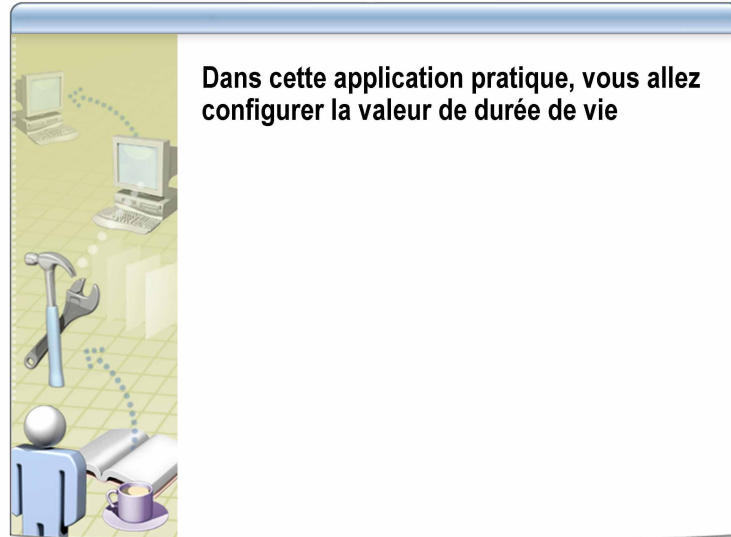 Dans cette application pratique, vous allez
configurer la valeur de durée de vie